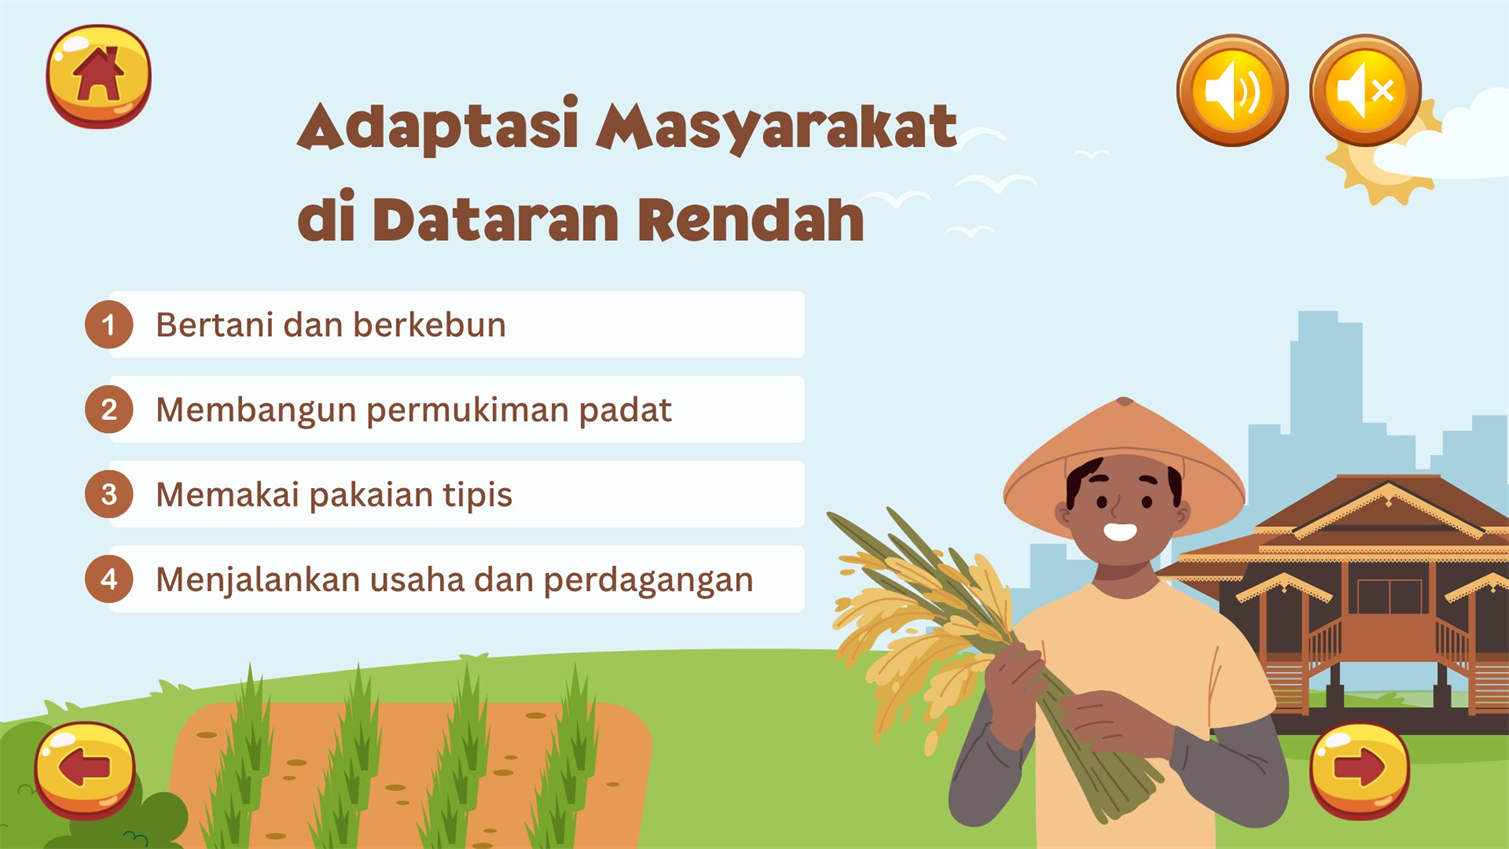 Adaptasi Masyarakat
di Dataran Rendah
1 Bertani dan berkebun
2 Membangun permukiman padat
3 Memakai pakaian tipis
4 Menjalankan usaha dan perdagangan